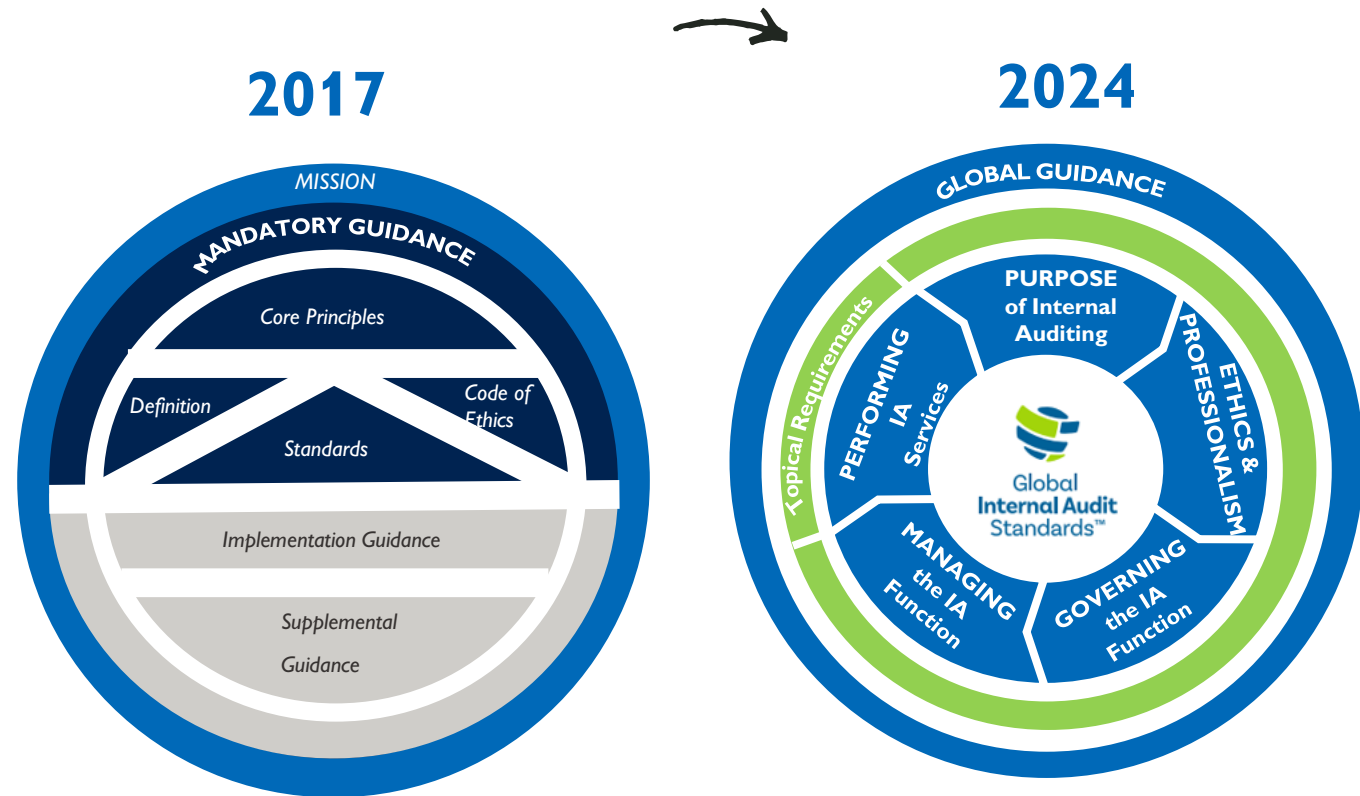 2017
MISSION
MANDATORY GUIDANCE
Core Principles
Definition
Code of
Ethics
Standards
Implementation Guidance
Supplemental
Guidance
2024
GLOBAL GUIDANCE
Topical Requirements
PURPOSE
of Internal
Auditing
ETHICS &
PROFESSIONALISM
GOVERNING
the IA
Function
MANAGING
the IA
Function
PERFORMING
IA
Services
Global
Internal Audit
Standards™